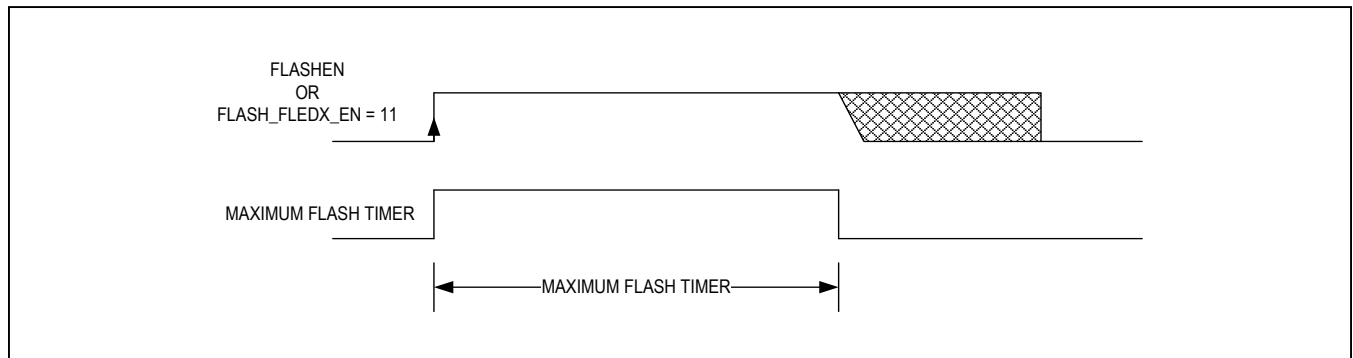 FLASHEN
OR
FLASH_FLEDX_EN = 11
MAXIMUM FLASH TIMER
MAXIMUM FLASH TIMER